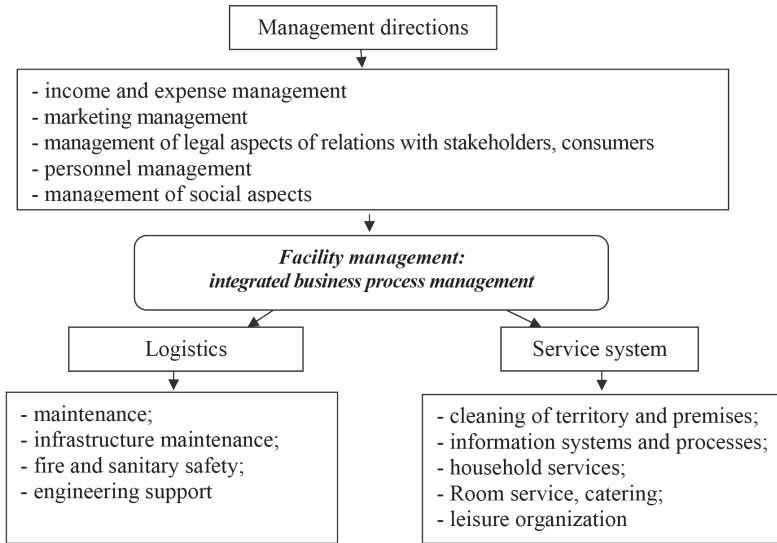 Management directions
- income and expense management
- marketing management
- management of legal aspects of relations with stakeholders, consumers
- personnel management
- management of social aspects
Facility management:
integrated business process management
Logistics
- maintenance;
- infrastructure maintenance;
- fire and sanitary safety;
- engineering support
Service system
- cleaning of territory and premises;
- information systems and processes;
- household services;
- Room service, catering;
- leisure organization